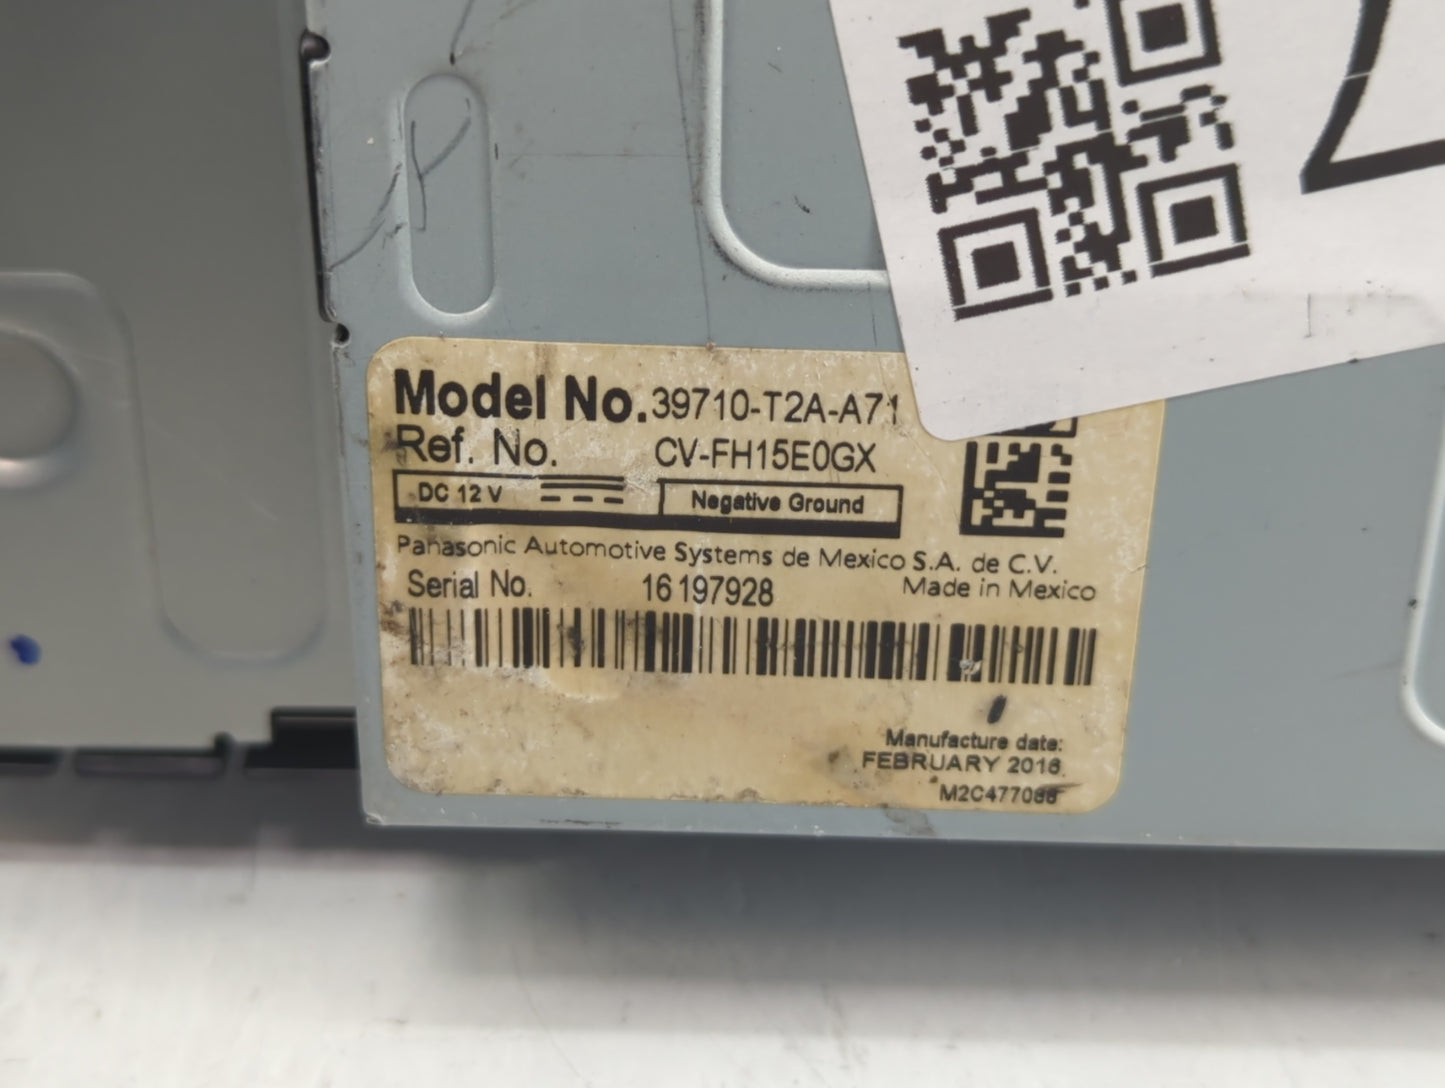 P
Model No. 39710-T2A-A71
Ref. No. CV-FH15E0GX
DC 12 V Negative Ground
Panasonic Automotive Systems de Mexico S.A. de C.V.
Serial No. 16197928 Made in Mexico
Manufacture date:
FEBRUARY 2016